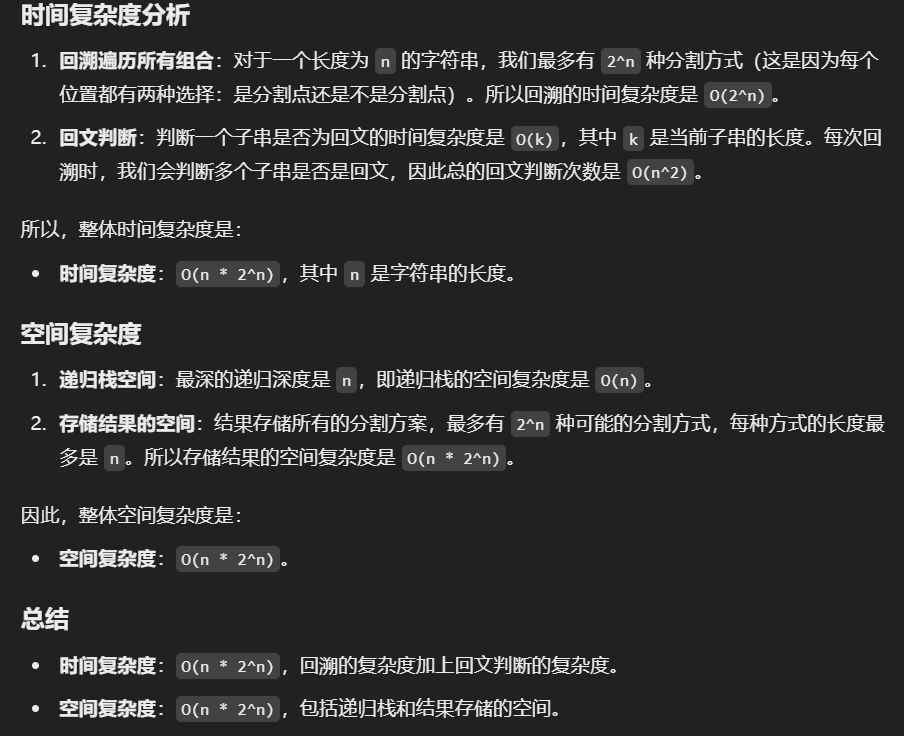 时间复杂度分析
1. 回溯遍历所有组合：对于一个长度为 n 的字符串，我们最多有 2^n 种分割方式（这是因为每个
位置都有两种选择：是分割点还是不是分割点）。所以回溯的时间复杂度是 O(2^n)。
2. 回文判断：判断一个子串是否为回文的时间复杂度是 O(k)，其中 k 是当前子串的长度。每次回
溯时，我们会判断多个子串是否是回文，因此总的回文判断次数是 O(n^2)。
所以，整体时间复杂度是：
• 时间复杂度：O(n * 2^n)，其中 n 是字符串的长度。
空间复杂度
1. 递归栈空间：最深的递归深度是 n，即递归栈的空间复杂度是 O(n)。
2. 存储结果的空间：结果存储所有的分割方案，最多有 2^n 种可能的分割方式，每种方式的长度最
多是 n。所以存储结果的空间复杂度是 O(n * 2^n)。
因此，整体空间复杂度是：
• 空间复杂度：O(n * 2^n)。
总结
• 时间复杂度：O(n * 2^n)，回溯的复杂度加上回文判断的复杂度。
• 空间复杂度：O(n * 2^n)，包括递归栈和结果存储的空间。